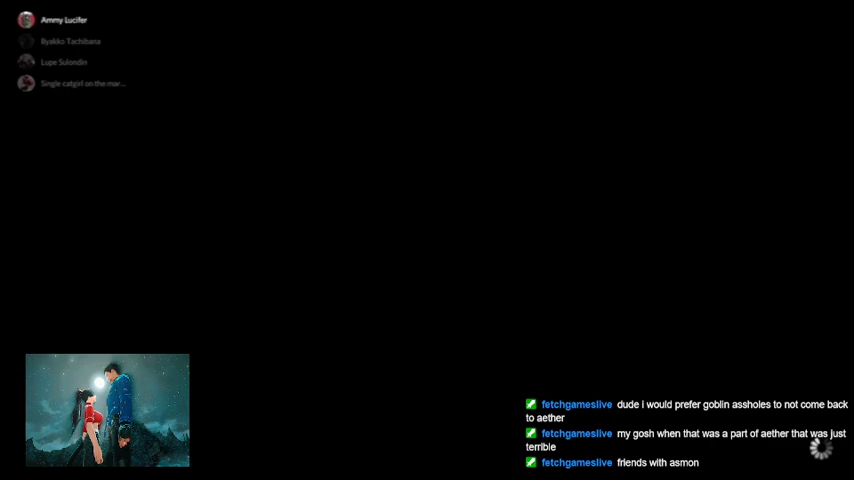 Ammy Lucifer
Byakko Tachibana
Lupe Sulondin
Single catgirl on the mar...
fetchgameslive dude i would prefer goblin assholes to not come back
to aether
fetchgameslive my gosh when that was a part of aether that was just
terrible
fetchgameslive friends with asmon